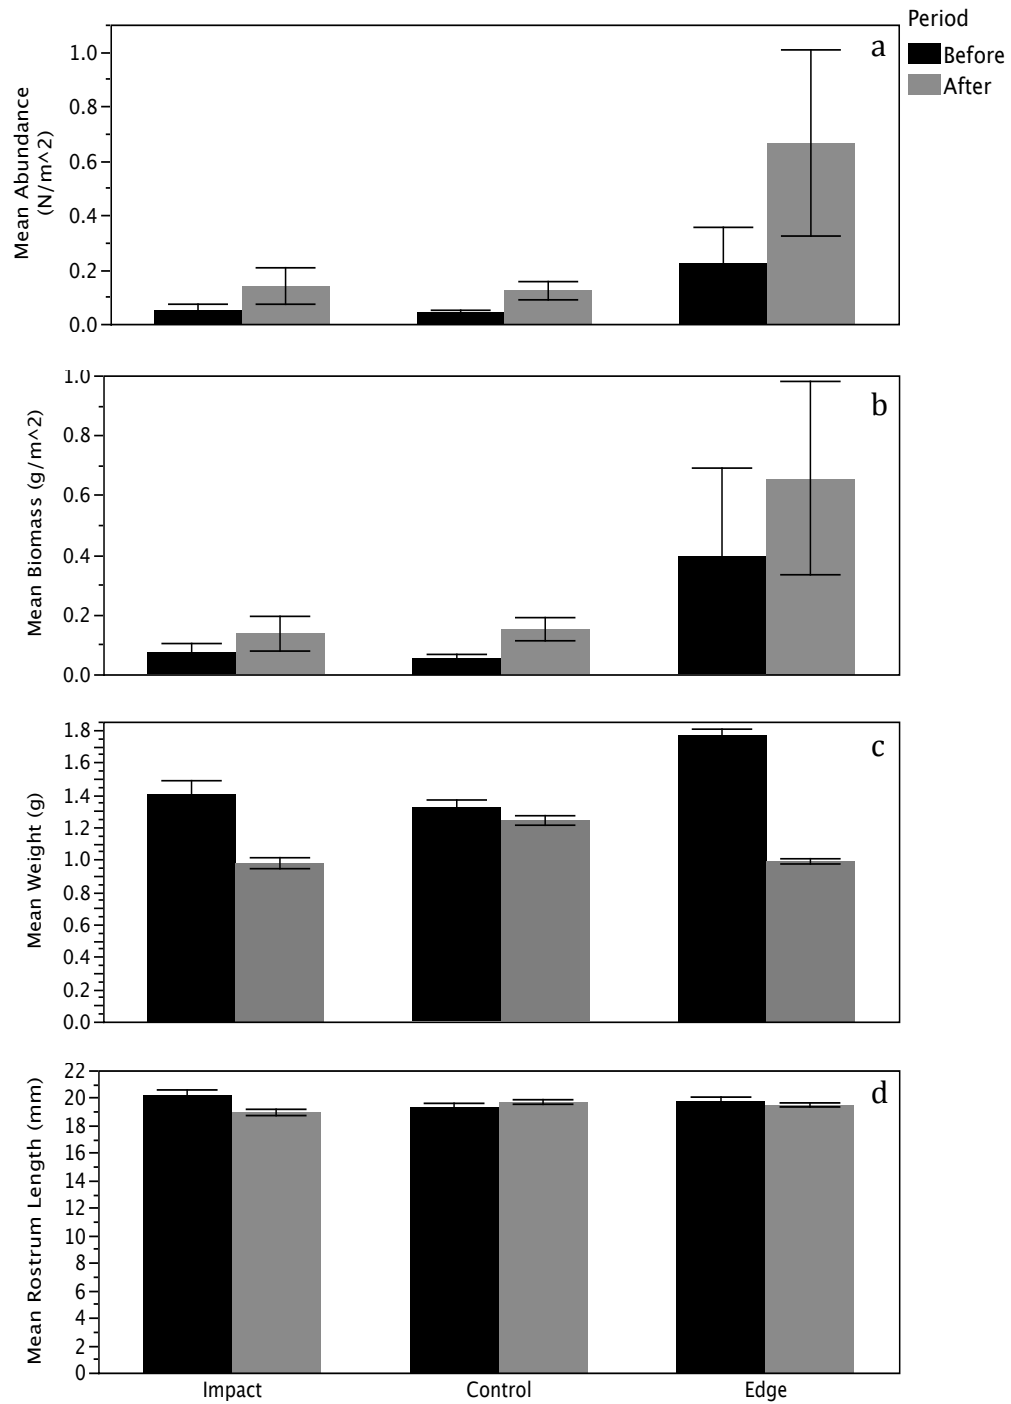 Period
Before
After
a
Mean Abundance
(N/m^2)
1.0
0.8
0.6
0.4
0.2
0.0
b
Mean Biomass (g/m^2)
1.0
0.8
0.6
0.4
0.2
0.0
c
Mean Weight (g)
1.8
1.6
1.4
1.2
1.0
0.8
0.6
0.4
0.2
0.0
d
Mean Rostrum Length (mm)
22
20
18
16
14
12
10
8
6
4
2
0
Impact Control Edge